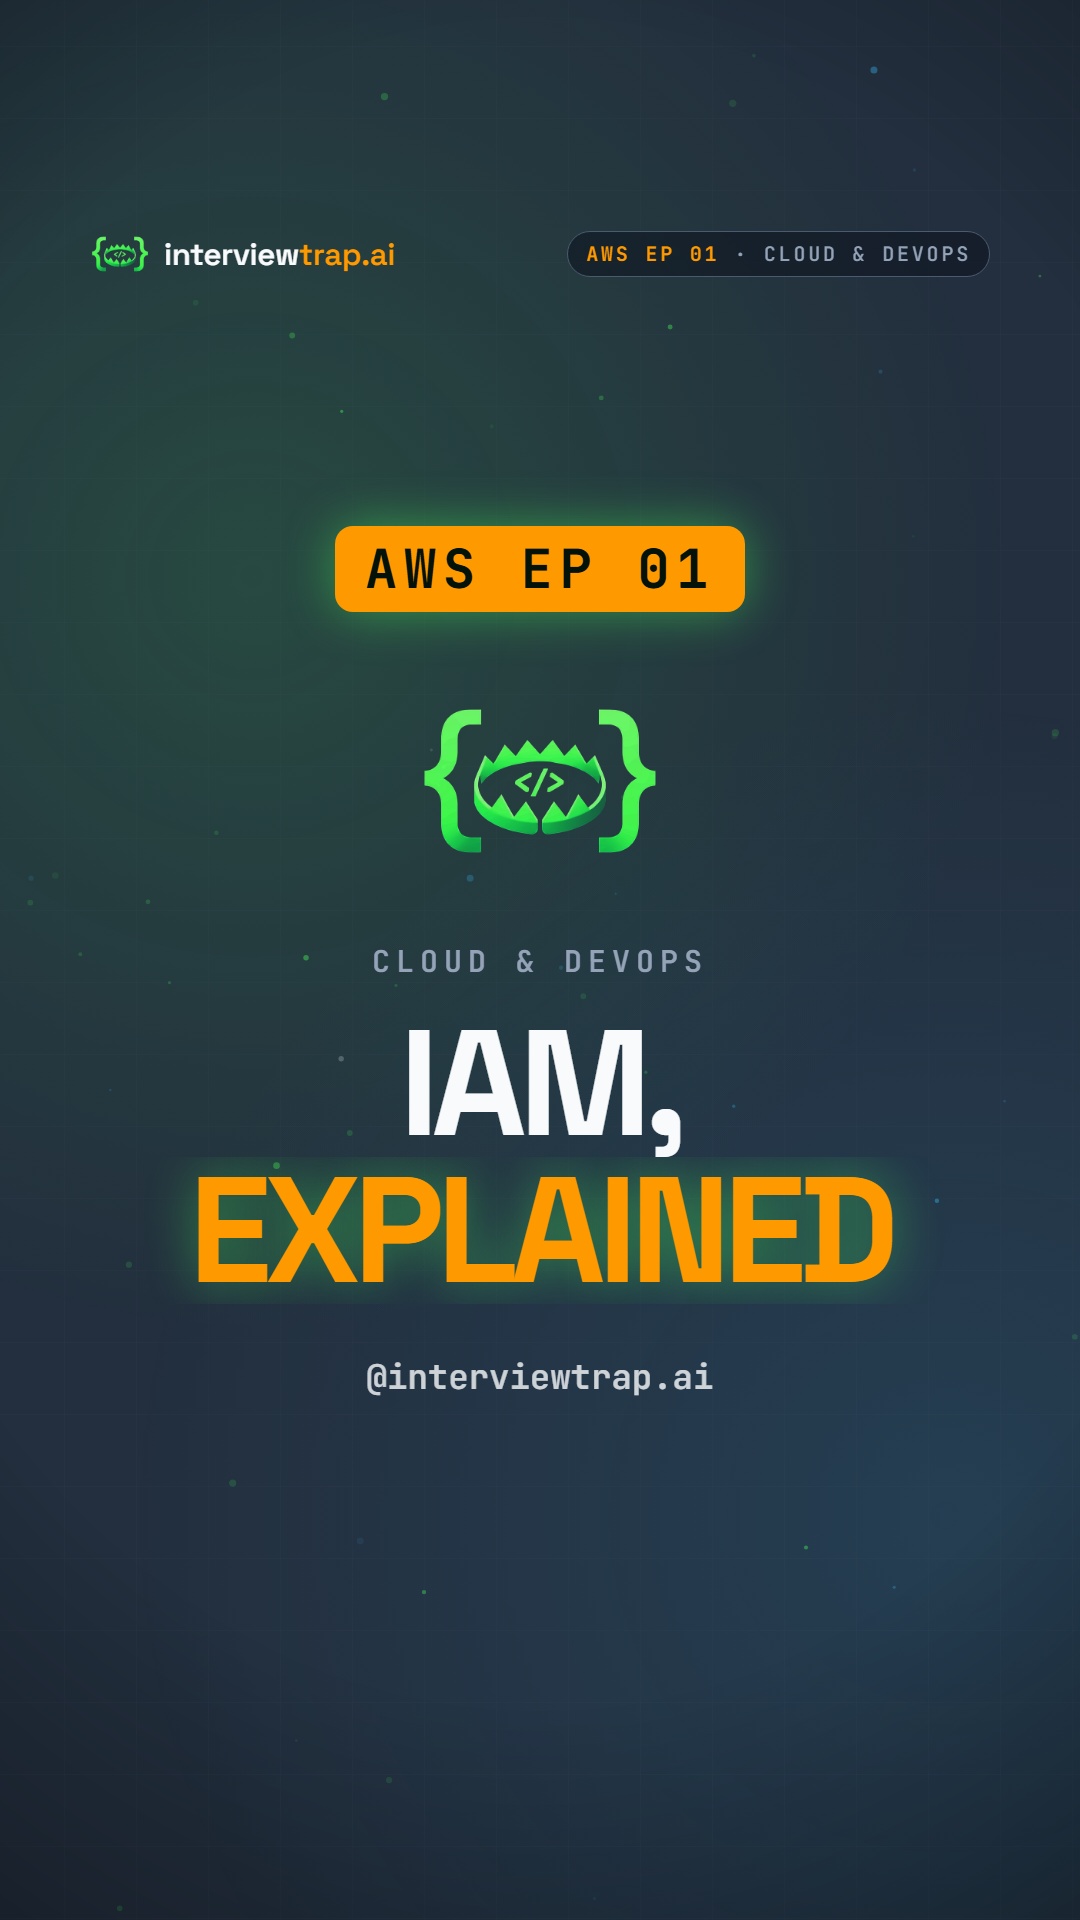 interviewtrap.ai
AWS EP 01 · CLOUD & DEVOPS
AWS EP 01
</>
CLOUD & DEVOPS
IAM,
EXPLAINED
@interviewtrap.ai